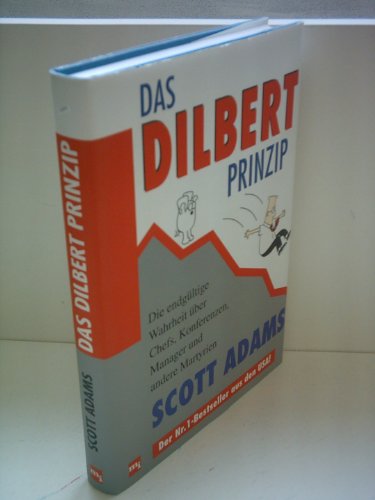 DAS
DILBERT
PRINZIP
Die endgültige
Wahrheit über
Chefs, Konferenzen,
Manager und
andere Martyrien
SCOTT ADAMS
Der Nr.1-Bestseller aus den USA!
SCOTT ADAMS DAS DILBERT PRINZIP